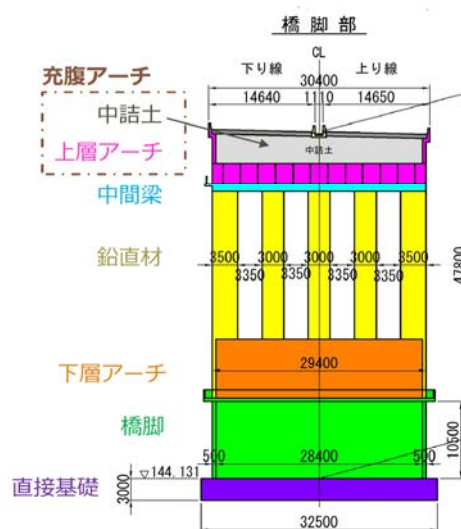 橋脚部
CL
下り線 上り線
30400
14640 1110 14650
充腹アーチ
中詰土
上層アーチ
中詰土
中間梁
鉛直材
3500 3000 3000 3000 3500
3350 3350 3350 3350
47800
下層アーチ
29400
橋脚
10500
500 28400 500
▽144.131
直接基礎
3000
32500